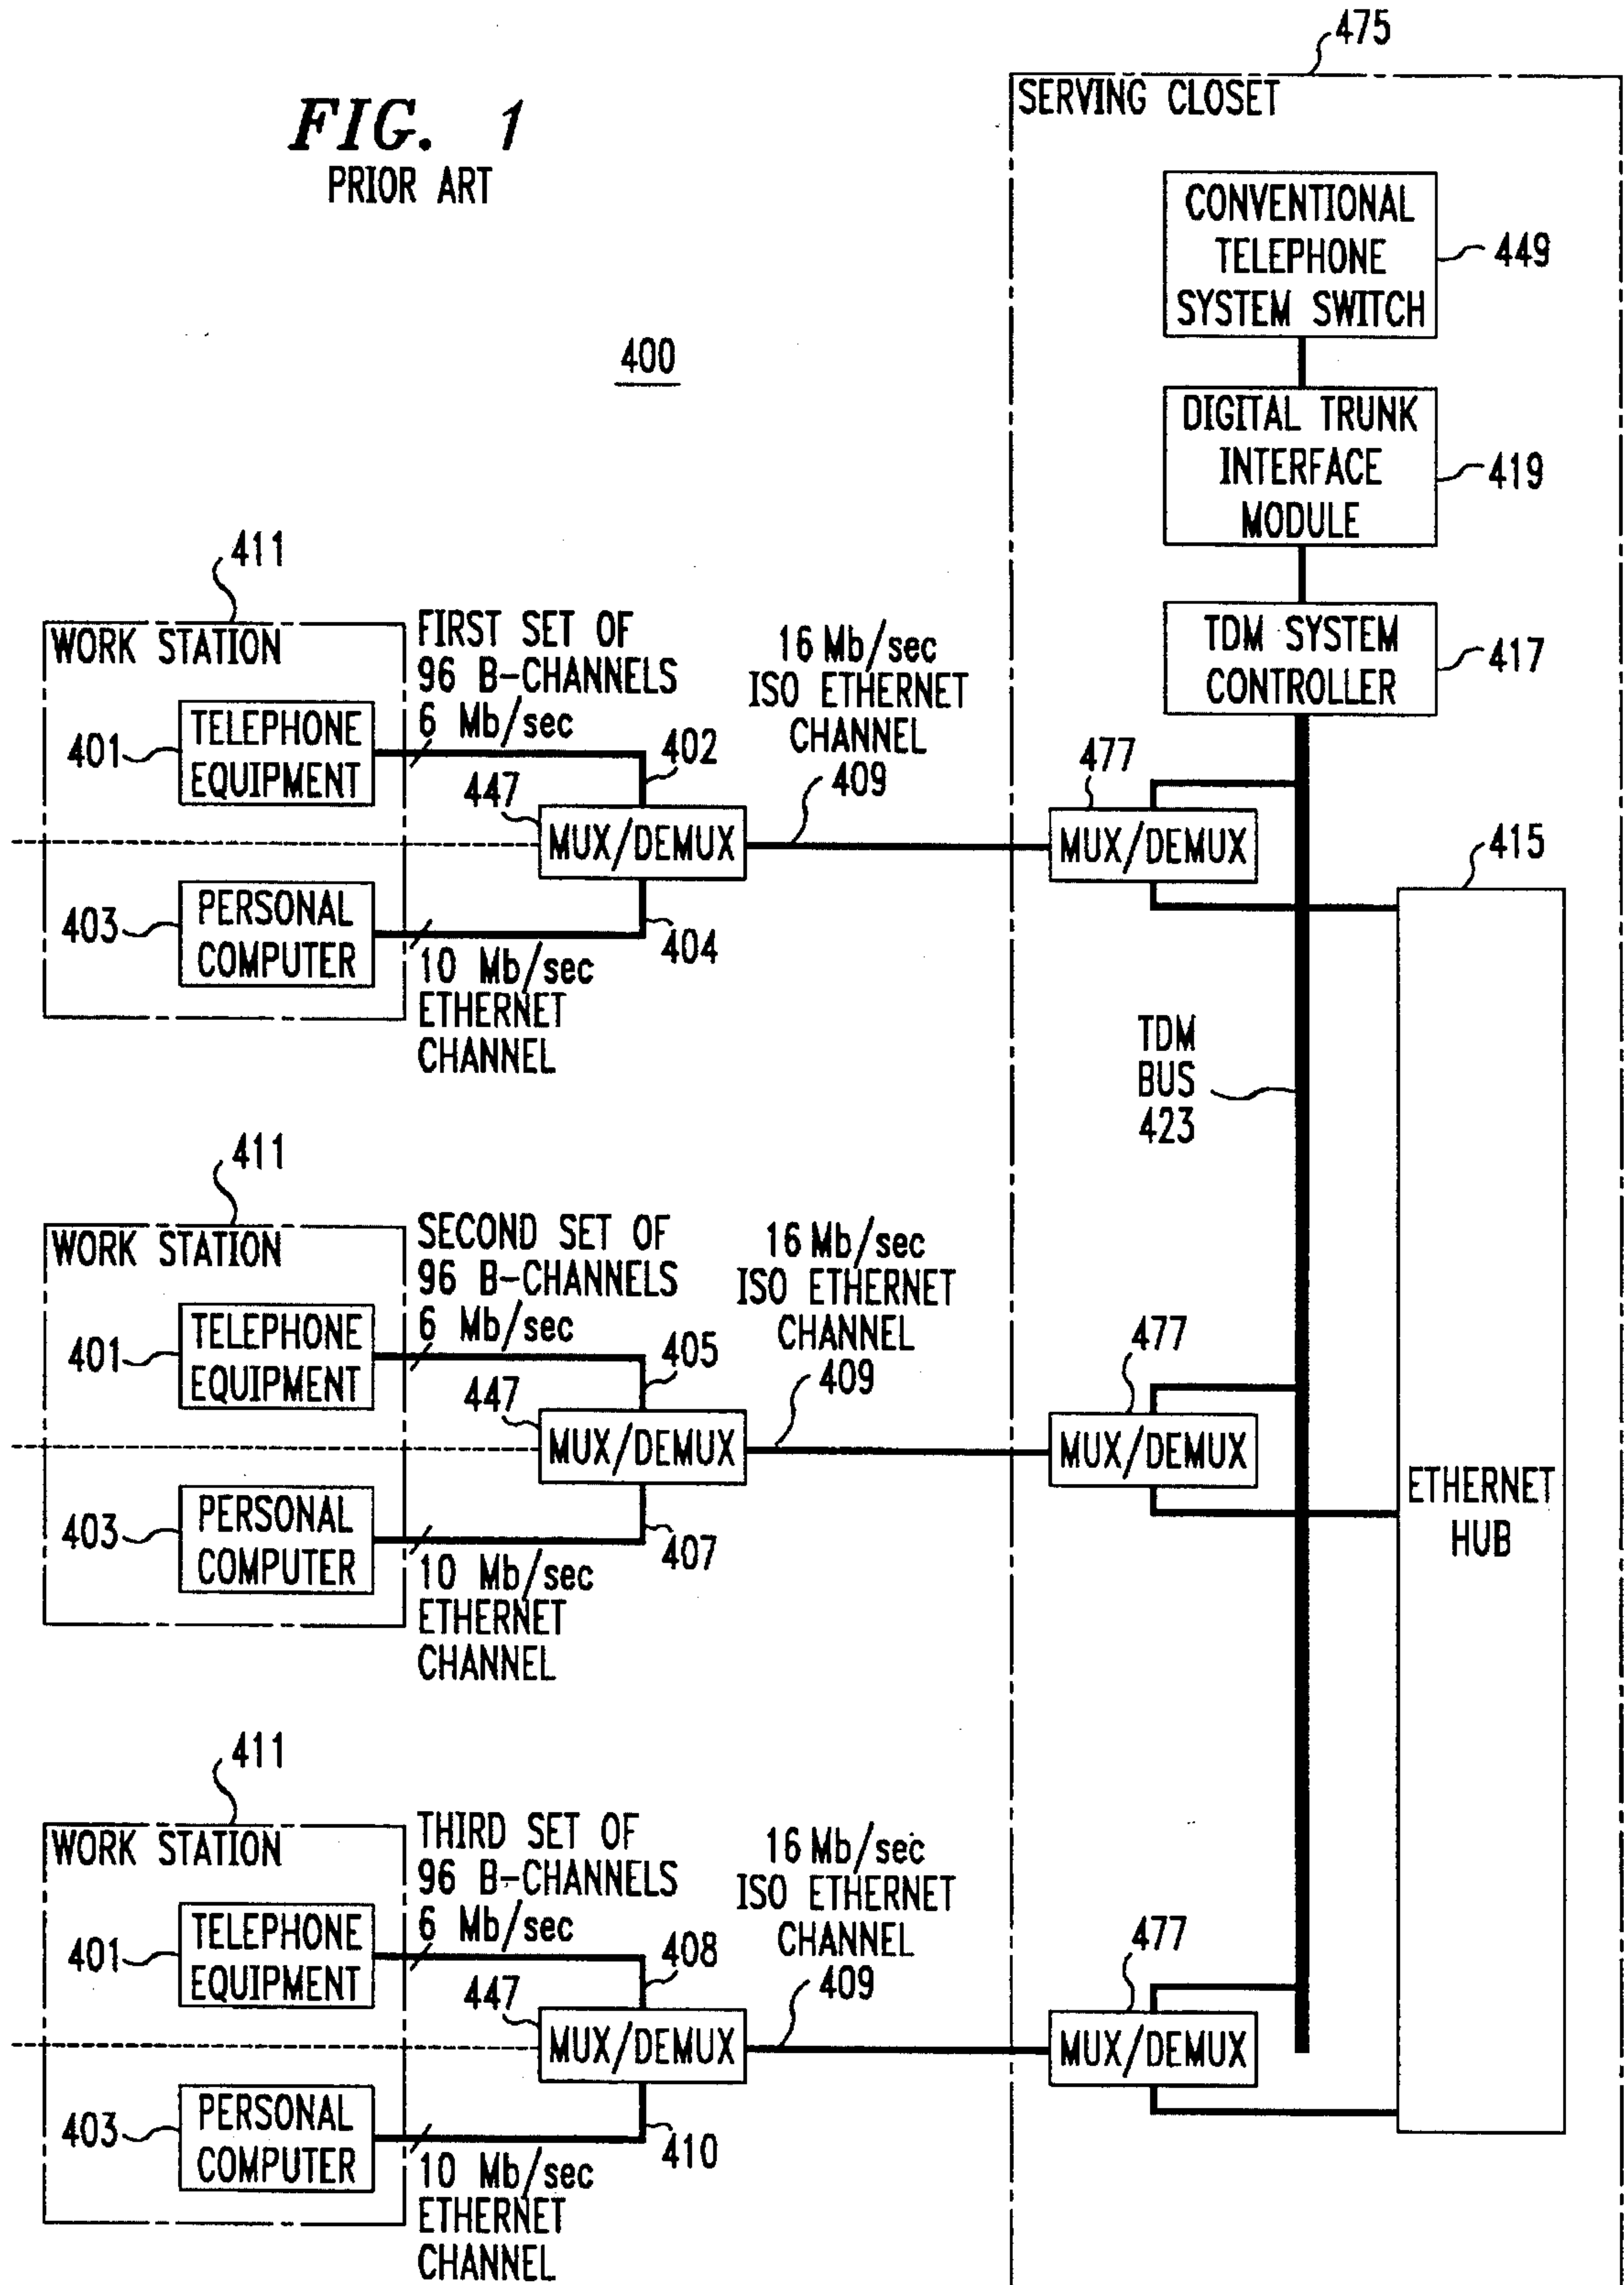 FIG. 1
PRIOR ART
400
475
SERVING CLOSET
CONVENTIONAL
TELEPHONE
SYSTEM SWITCH
449
DIGITAL TRUNK
INTERFACE
MODULE
419
TDM SYSTEM
CONTROLLER
417
411
WORK STATION
TELEPHONE
EQUIPMENT
401
PERSONAL
COMPUTER
403
FIRST SET OF
96 B-CHANNELS
6 Mb/sec
402
447
MUX/DEMUX
404
10 Mb/sec
ETHERNET
CHANNEL
16 Mb/sec
ISO ETHERNET
CHANNEL
409
477
MUX/DEMUX
415
ETHERNET
HUB
TDM
BUS
423
411
WORK STATION
TELEPHONE
EQUIPMENT
401
PERSONAL
COMPUTER
403
SECOND SET OF
96 B-CHANNELS
6 Mb/sec
405
447
MUX/DEMUX
407
10 Mb/sec
ETHERNET
CHANNEL
16 Mb/sec
ISO ETHERNET
CHANNEL
409
477
MUX/DEMUX
411
WORK STATION
TELEPHONE
EQUIPMENT
401
PERSONAL
COMPUTER
403
THIRD SET OF
96 B-CHANNELS
6 Mb/sec
408
447
MUX/DEMUX
410
10 Mb/sec
ETHERNET
CHANNEL
16 Mb/sec
ISO ETHERNET
CHANNEL
409
477
MUX/DEMUX